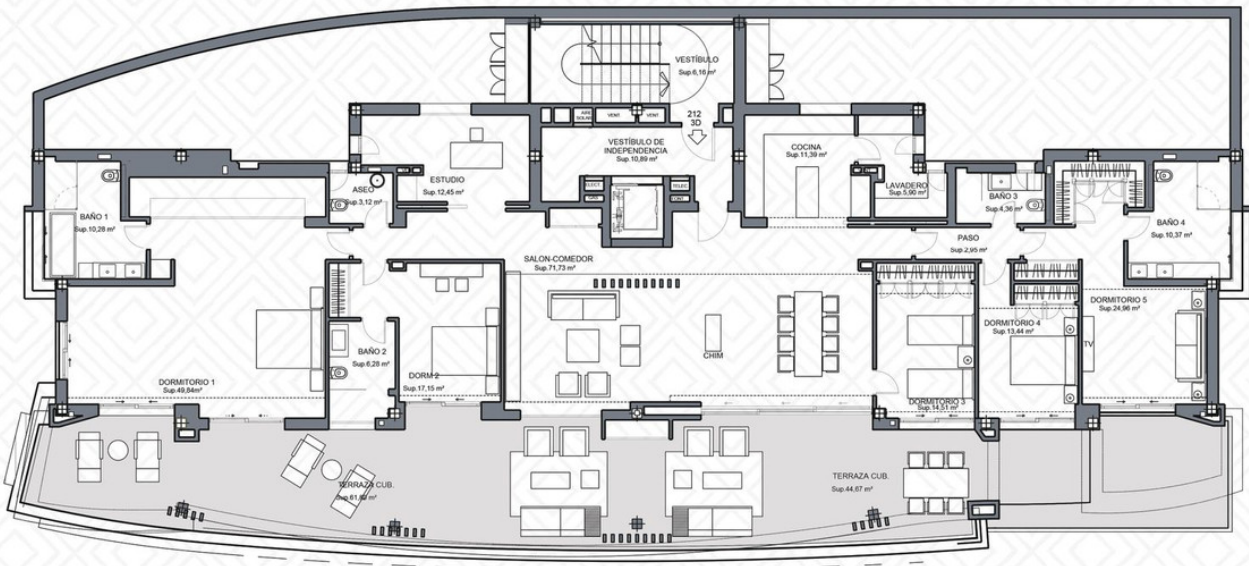 VESTÍBULO
Sup.6,16 m²
AIRE
SOLAR
VENT
VENT
212
3D
VESTÍBULO DE
INDEPENDENCIA
Sup.10,89 m²
COCINA
Sup.11,39 m²
ESTUDIO
Sup.12,45 m²
ASEO
Sup.3,12 m²
ELECT.
GAS
TELEC.
FONT.
LAVADERO
Sup.5,90 m²
BAÑO 3
Sup.4,36 m²
BAÑO 1
Sup.10,28 m²
BAÑO 4
Sup.10,37 m²
PASO
Sup.2,95 m²
SALON-COMEDOR
Sup.71,73 m²
DORMITORIO 5
Sup.24,96 m²
DORMITORIO 4
Sup.13,44 m²
TV
BAÑO 2
Sup.6,28 m²
CHIM
DORMITORIO 1
Sup.49,84m²
DORM 2
Sup.17,15 m²
DORMITORIO 3
Sup.14,51 m²
TERRAZA CUB.
TERRAZA CUB.
Sup.44,67 m²